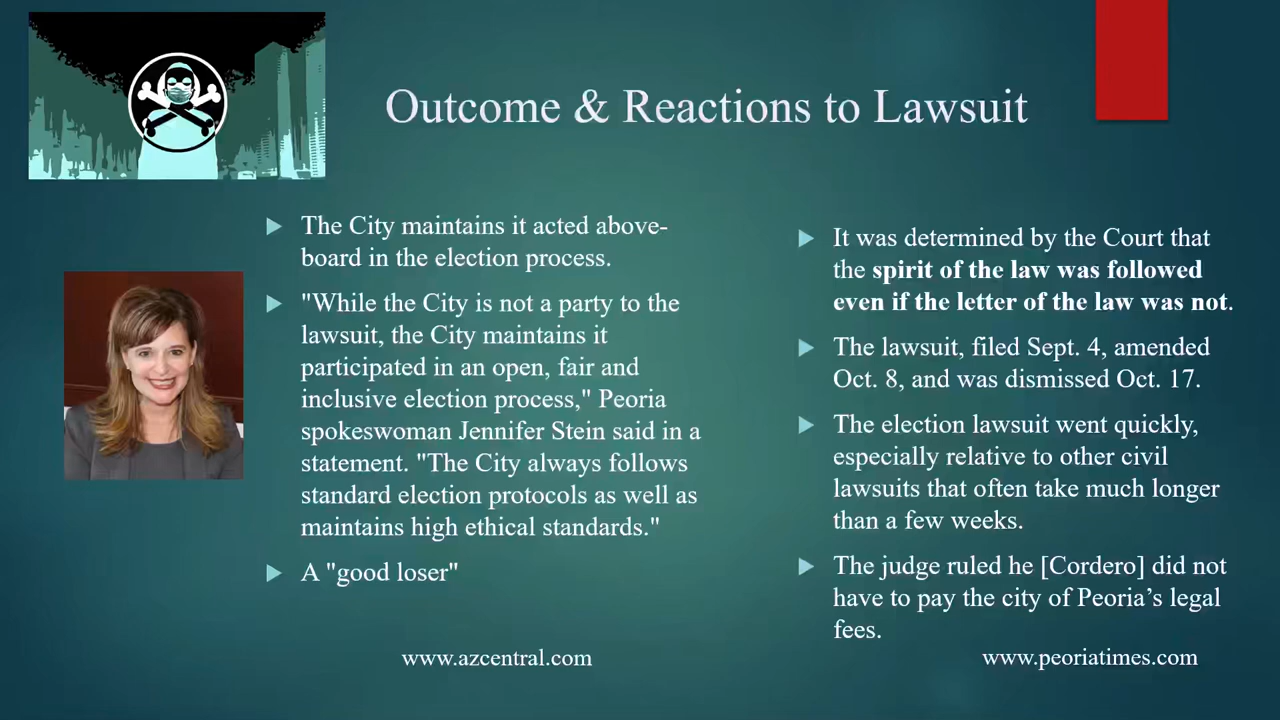 Outcome & Reactions to Lawsuit
The City maintains it acted above-
board in the election process.
"While the City is not a party to the
lawsuit, the City maintains it
participated in an open, fair and
inclusive election process," Peoria
spokeswoman Jennifer Stein said in a
statement. "The City always follows
standard election protocols as well as
maintains high ethical standards."
A "good loser"
www.azcentral.com
It was determined by the Court that
the spirit of the law was followed
even if the letter of the law was not.
The lawsuit, filed Sept. 4, amended
Oct. 8, and was dismissed Oct. 17.
The election lawsuit went quickly,
especially relative to other civil
lawsuits that often take much longer
than a few weeks.
The judge ruled he [Cordero] did not
have to pay the city of Peoria’s legal
fees.
www.peoriatimes.com